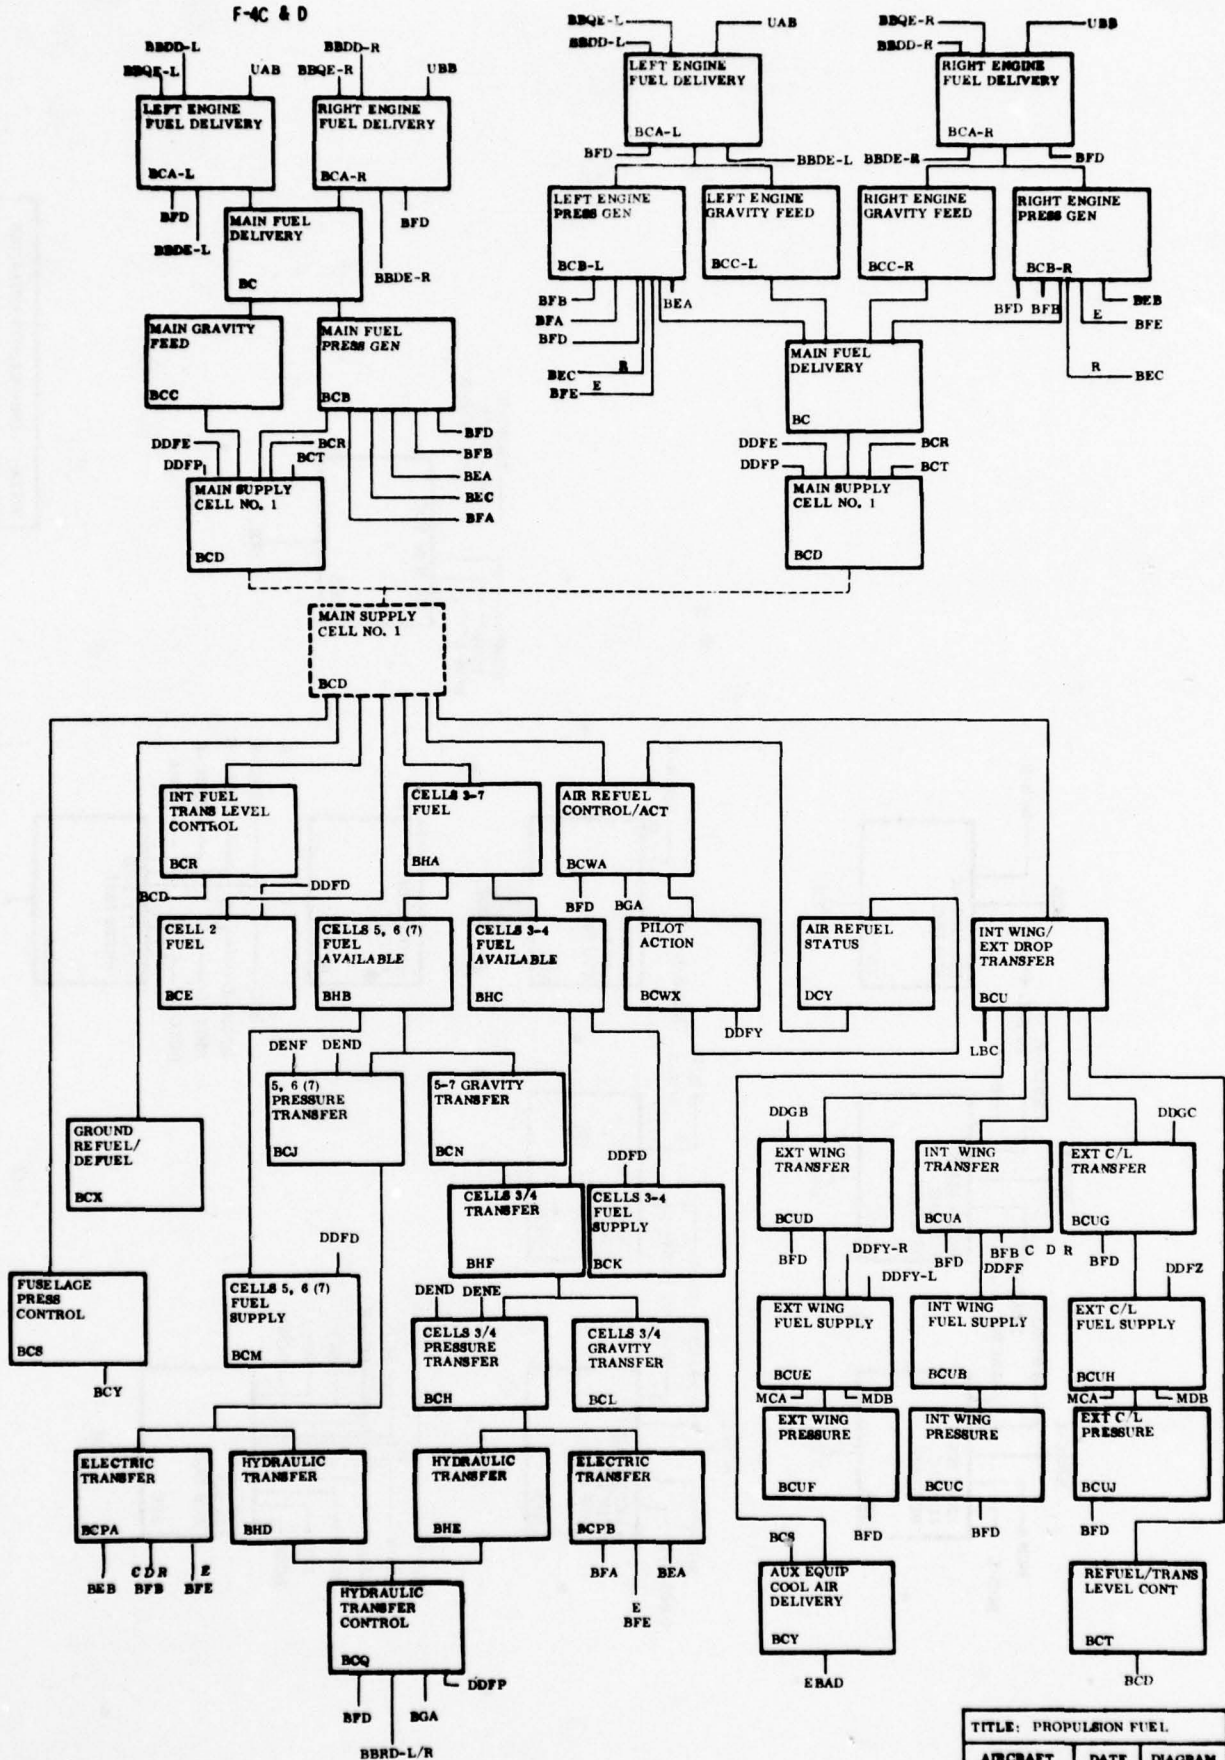 F-4C & D
BBDD-L
BBQE-L
UAB
LEFT ENGINE
FUEL DELIVERY
BCA-L
BFD
BBDE-L
BBDD-R
BBQE-R
UBB
RIGHT ENGINE
FUEL DELIVERY
BCA-R
BFD
BBDE-R
MAIN FUEL
DELIVERY
BC
MAIN GRAVITY
FEED
BCC
MAIN FUEL
PRESS GEN
BCB
BFD
BFB
BEA
BEC
BFA
DDFE
DDFP
BCR
BCT
MAIN SUPPLY
CELL NO. 1
BCD
BBQE-L
BBDD-L
UAB
LEFT ENGINE
FUEL DELIVERY
BCA-L
BFD
BBDE-L
BBQE-R
BBDD-R
UBB
RIGHT ENGINE
FUEL DELIVERY
BCA-R
BBDE-R
BFD
LEFT ENGINE
PRESS GEN
BCB-L
LEFT ENGINE
GRAVITY FEED
BCC-L
RIGHT ENGINE
GRAVITY FEED
BCC-R
RIGHT ENGINE
PRESS GEN
BCB-R
BFB
BFA
BFD
BEC
R
BFE
E
BEA
BFD
BFB
BEB
E
BFE
R
BEC
MAIN FUEL
DELIVERY
BC
DDFE
DDFP
BCR
BCT
MAIN SUPPLY
CELL NO. 1
BCD
MAIN SUPPLY
CELL NO. 1
BCD
INT FUEL
TRANS LEVEL
CONTROL
BCR
BCD
CELLS 3-7
FUEL
BHA
AIR REFUEL
CONTROL/ACT
BCWA
BFD
BGA
DDFD
CELL 2
FUEL
BCE
CELLS 5, 6 (7)
FUEL
AVAILABLE
BHB
CELLS 3-4
FUEL
AVAILABLE
BHC
PILOT
ACTION
BCWX
DDFY
AIR REFUEL
STATUS
DCY
INT WING/
EXT DROP
TRANSFER
BCU
LBC
DENF
DEND
5, 6 (7)
PRESSURE
TRANSFER
BCJ
5-7 GRAVITY
TRANSFER
BCN
GROUND
REFUEL/
DEFUEL
BCX
CELLS 3/4
TRANSFER
BHF
DDFD
CELLS 3-4
FUEL
SUPPLY
BCK
DDGB
EXT WING
TRANSFER
BCUD
BFD
DDFY-R
DDFY-L
INT WING
TRANSFER
BCUA
BFD
BFB C D R
DDFF
DDGC
EXT C/L
TRANSFER
BCUG
BFD
DDFZ
FUSELAGE
PRESS
CONTROL
BCS
BCY
DDFD
CELLS 5, 6 (7)
FUEL
SUPPLY
BCM
DEND
DENE
CELLS 3/4
PRESSURE
TRANSFER
BCH
CELLS 3/4
GRAVITY
TRANSFER
BCL
EXT WING
FUEL SUPPLY
BCUE
MCA
MDB
INT WING
FUEL SUPPLY
BCUB
EXT C/L
FUEL SUPPLY
BCUH
MCA
MDB
EXT WING
PRESSURE
BCUF
BFD
INT WING
PRESSURE
BCUC
BFD
EXT C/L
PRESSURE
BCUJ
BFD
ELECTRIC
TRANSFER
BCPA
BEB
C D R
BFB
E
BFE
HYDRAULIC
TRANSFER
BHD
HYDRAULIC
TRANSFER
BHE
ELECTRIC
TRANSFER
BCPB
BFA
E
BFE
BEA
HYDRAULIC
TRANSFER
CONTROL
BCQ
BFD
BBRD-L/R
BGA
DDFP
BCS
AUX EQUIP
COOL AIR
DELIVERY
BCY
EBAD
REFUEL/TRANS
LEVEL CONT
BCT
BCD
TITLE: PROPULSION FUEL
AIRCRAFT DATE DIAGRAM